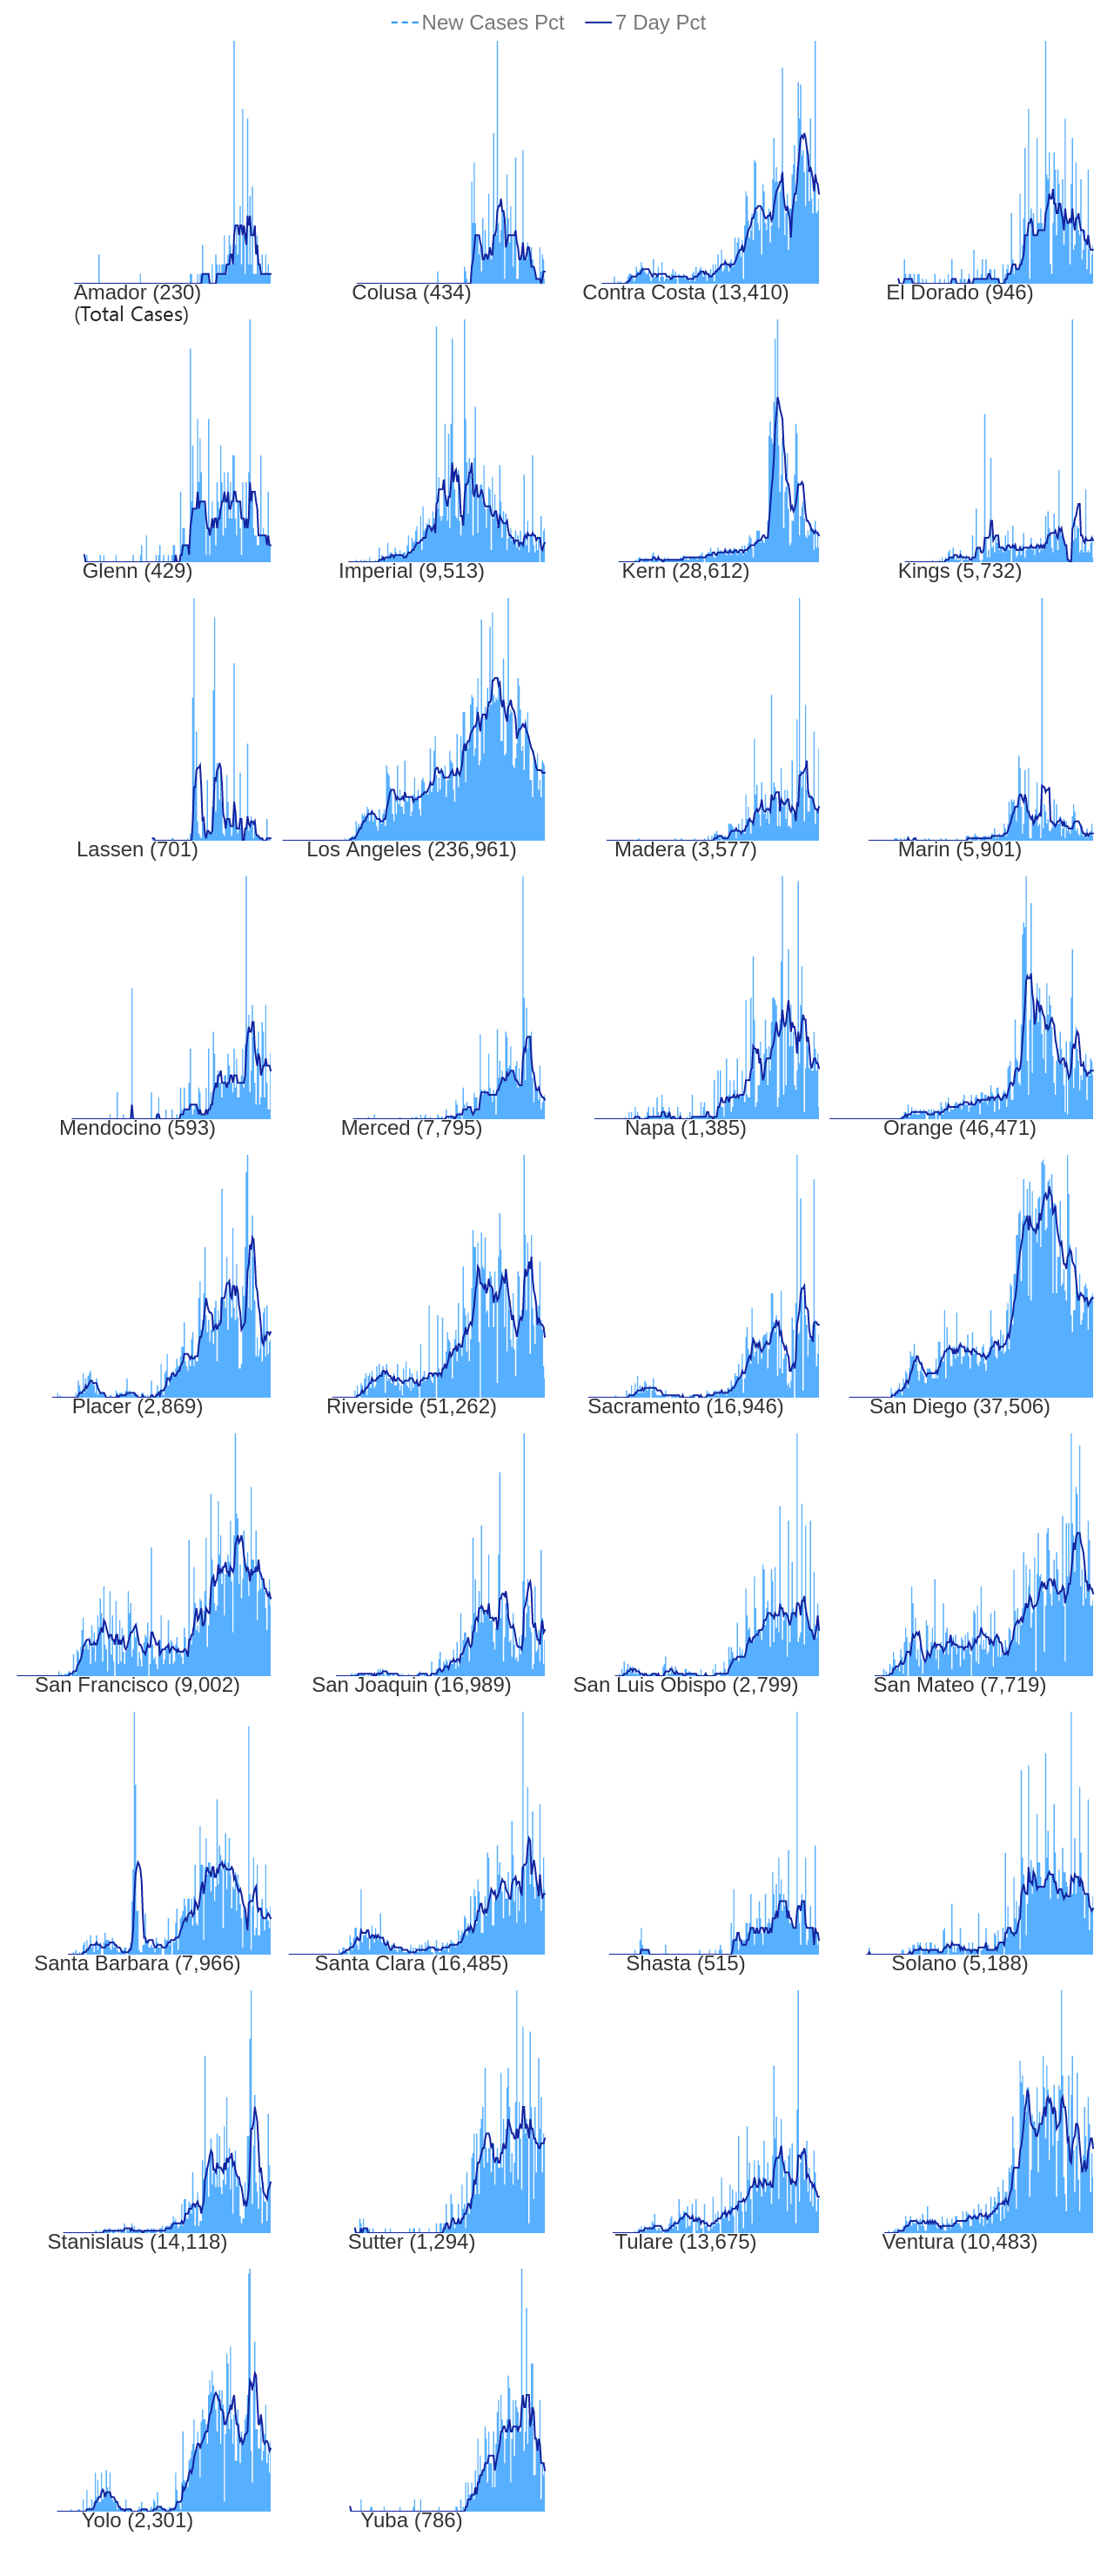 New Cases Pct 7 Day Pct
Amador (230) Colusa (434) Contra Costa (13,410) El Dorado (946)
(Total Cases)
Glenn (429) Imperial (9,513) Kern (28,612) Kings (5,732)
Lassen (701) Los Angeles (236,961) Madera (3,577) Marin (5,901)
Mendocino (593) Merced (7,795) Napa (1,385) Orange (46,471)
Placer (2,869) Riverside (51,262) Sacramento (16,946) San Diego (37,506)
San Francisco (9,002) San Joaquin (16,989) San Luis Obispo (2,799) San Mateo (7,719)
Santa Barbara (7,966) Santa Clara (16,485) Shasta (515) Solano (5,188)
Stanislaus (14,118) Sutter (1,294) Tulare (13,675) Ventura (10,483)
Yolo (2,301) Yuba (786)